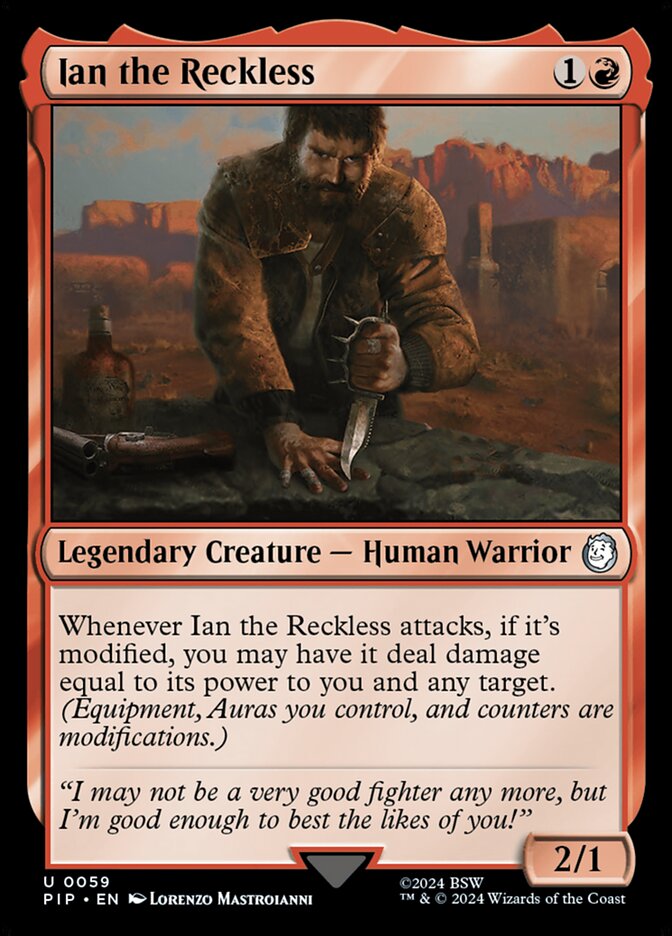 Ian the Reckless 1
Legendary Creature — Human Warrior
Whenever Ian the Reckless attacks, if it's
modified, you may have it deal damage
equal to its power to you and any target.
(Equipment, Auras you control, and counters are
modifications.)
"I may not be a very good fighter any more, but
I'm good enough to best the likes of you!"
2/1
U 0059
PIP • EN Lorenzo Mastroianni
©2024 BSW
™ & © 2024 Wizards of the Coast